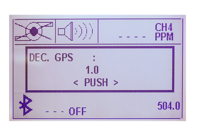 CH4
- - - - PPM
DEC. GPS :
1.0
< PUSH >
- - - OFF
504.0